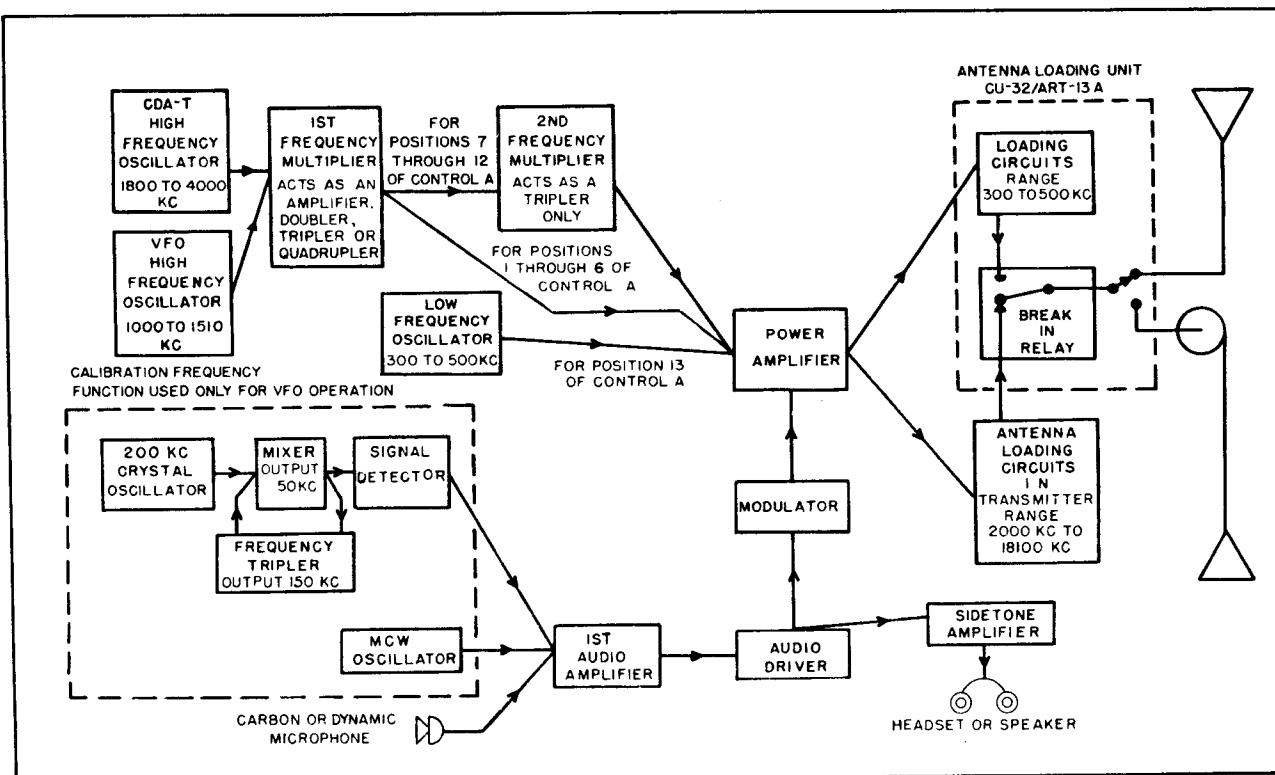 ANTENNA LOADING UNIT
CU-32/ART-13A
CDA-T
HIGH
FREQUENCY
OSCILLATOR
1800 TO 4000
KC
1ST
FREQUENCY
MULTIPLIER
ACTS AS AN
AMPLIFIER,
DOUBLER,
TRIPLER OR
QUADRUPLER
FOR
POSITIONS 7
THROUGH 12
OF CONTROL A
2ND
FREQUENCY
MULTIPLIER
ACTS AS A
TRIPLER
ONLY
LOADING
CIRCUITS
RANGE
300 TO 500 KC
VFO
HIGH
FREQUENCY
OSCILLATOR
1000 TO 1510
KC
FOR POSITIONS
1 THROUGH 6 OF
CONTROL A
LOW
FREQUENCY
OSCILLATOR
300 TO 500KC
FOR POSITION 13
OF CONTROL A
POWER
AMPLIFIER
BREAK
IN
RELAY
CALIBRATION FREQUENCY
FUNCTION USED ONLY FOR VFO OPERATION
200 KC
CRYSTAL
OSCILLATOR
MIXER
OUTPUT
50KC
SIGNAL
DETECTOR
FREQUENCY
TRIPLER
OUTPUT 150 KC
MODULATOR
ANTENNA
LOADING
CIRCUITS
IN
TRANSMITTER
RANGE
2000 KC TO
18100 KC
MCW
OSCILLATOR
1ST
AUDIO
AMPLIFIER
AUDIO
DRIVER
SIDETONE
AMPLIFIER
CARBON OR DYNAMIC
MICROPHONE
HEADSET OR SPEAKER